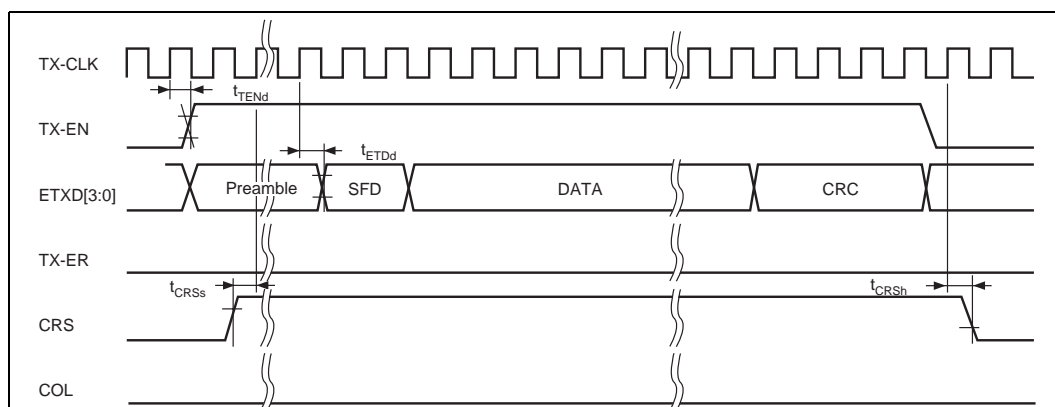 TX-CLK
tTENd
TX-EN
tETDd
ETXD[3:0] Preamble SFD DATA CRC
TX-ER
tCRSs tCRSh
CRS
COL